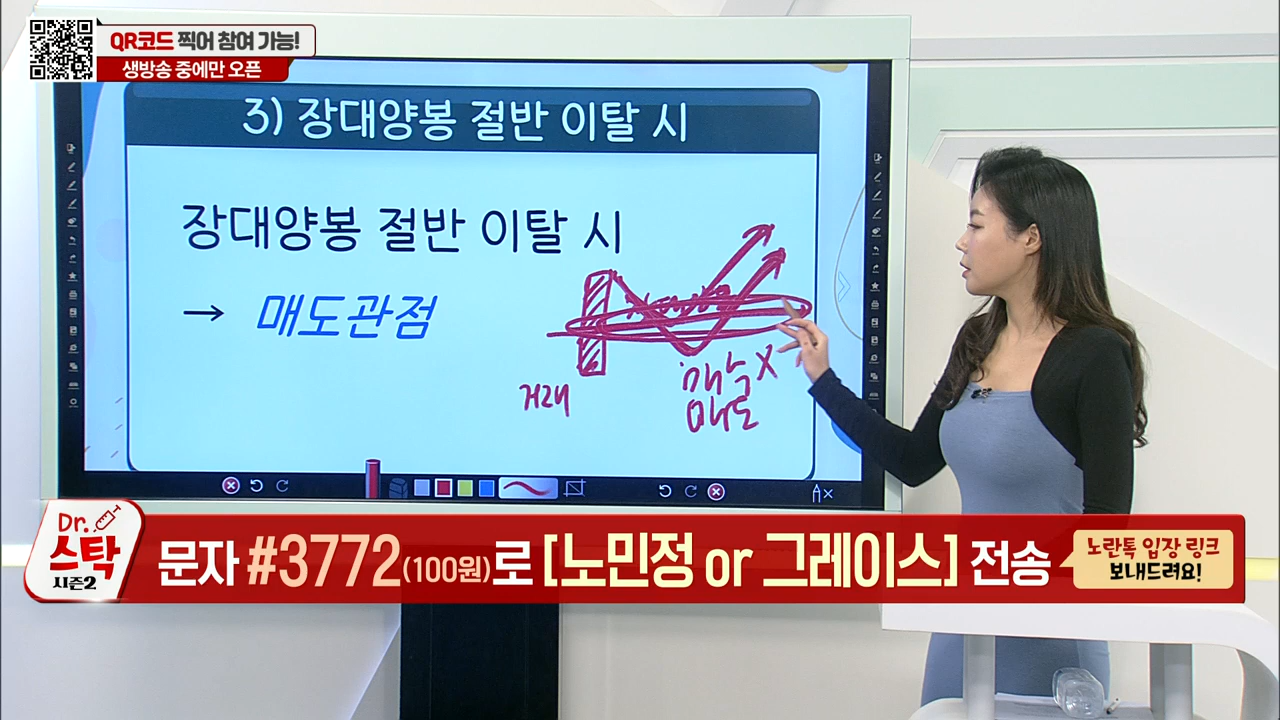 QR코드 찍어 참여 가능!
생방송 중에만 오픈
3) 장대양봉 절반 이탈 시
장대양봉 절반 이탈 시
→ 매도관점
거래
매수X
매도
Dr.
스탁
시즌2
문자 #3772(100원)로 [노민정 or 그레이스] 전송
노란톡 입장 링크
보내드려요!